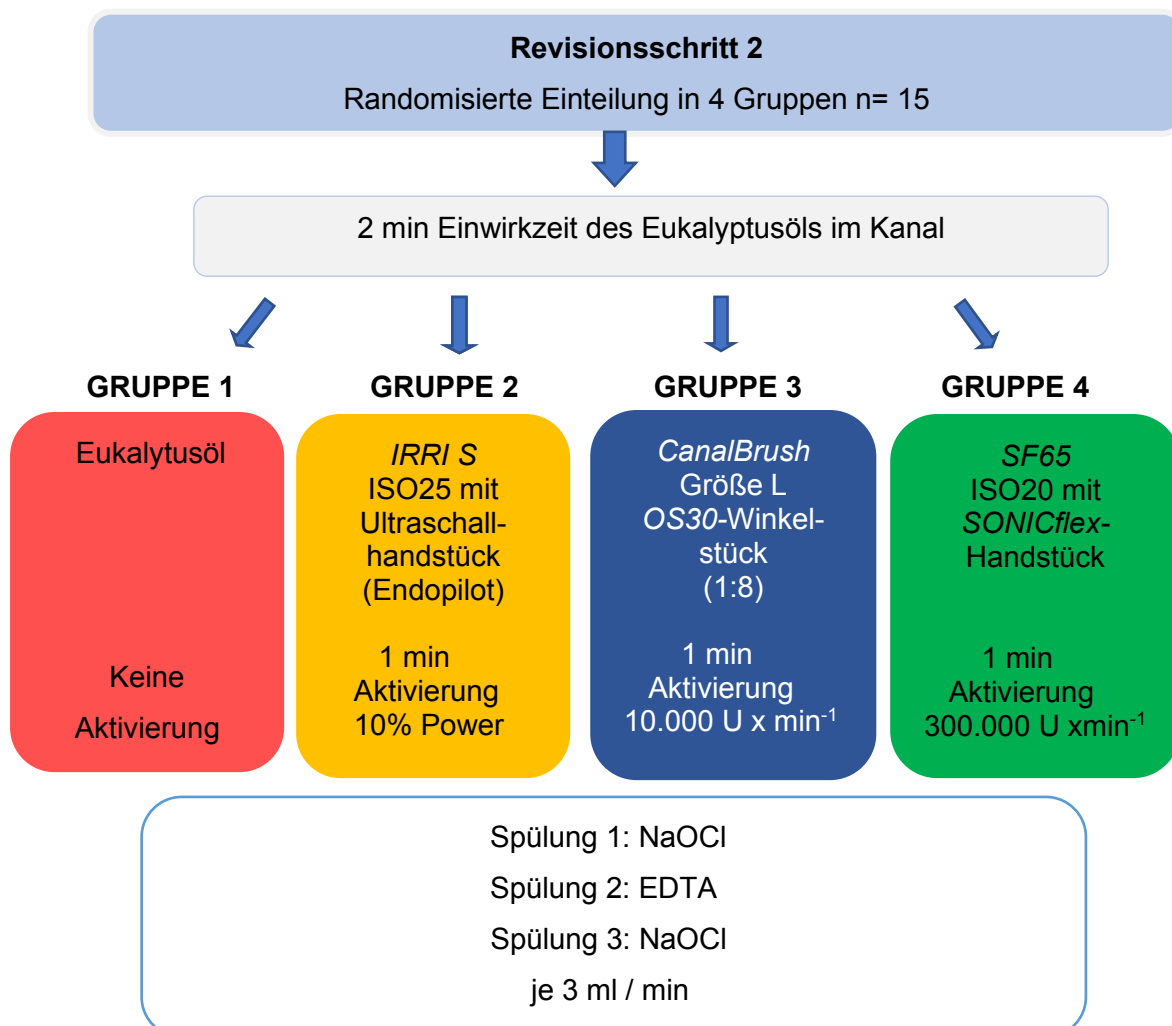 Revisionsschritt 2
Randomisierte Einteilung in 4 Gruppen n= 15
2 min Einwirkzeit des Eukalyptusöls im Kanal
GRUPPE 1
Eukalytusöl
Keine
Aktivierung
GRUPPE 2
IRRI S
ISO25 mit
Ultraschall-
handstück
(Endopilot)
1 min
Aktivierung
10% Power
GRUPPE 3
CanalBrush
Größe L
OS30-Winkel-
stück
(1:8)
1 min
Aktivierung
10.000 U x min⁻¹
GRUPPE 4
SF65
ISO20 mit
SONICflex-
Handstück
1 min
Aktivierung
300.000 U xmin⁻¹
Spülung 1: NaOCl
Spülung 2: EDTA
Spülung 3: NaOCl
je 3 ml / min